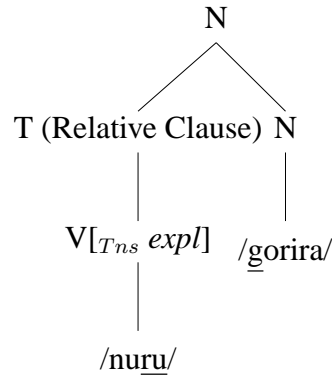 N
T (Relative Clause) N
V[Tns expl] /gorira/
/nuru/